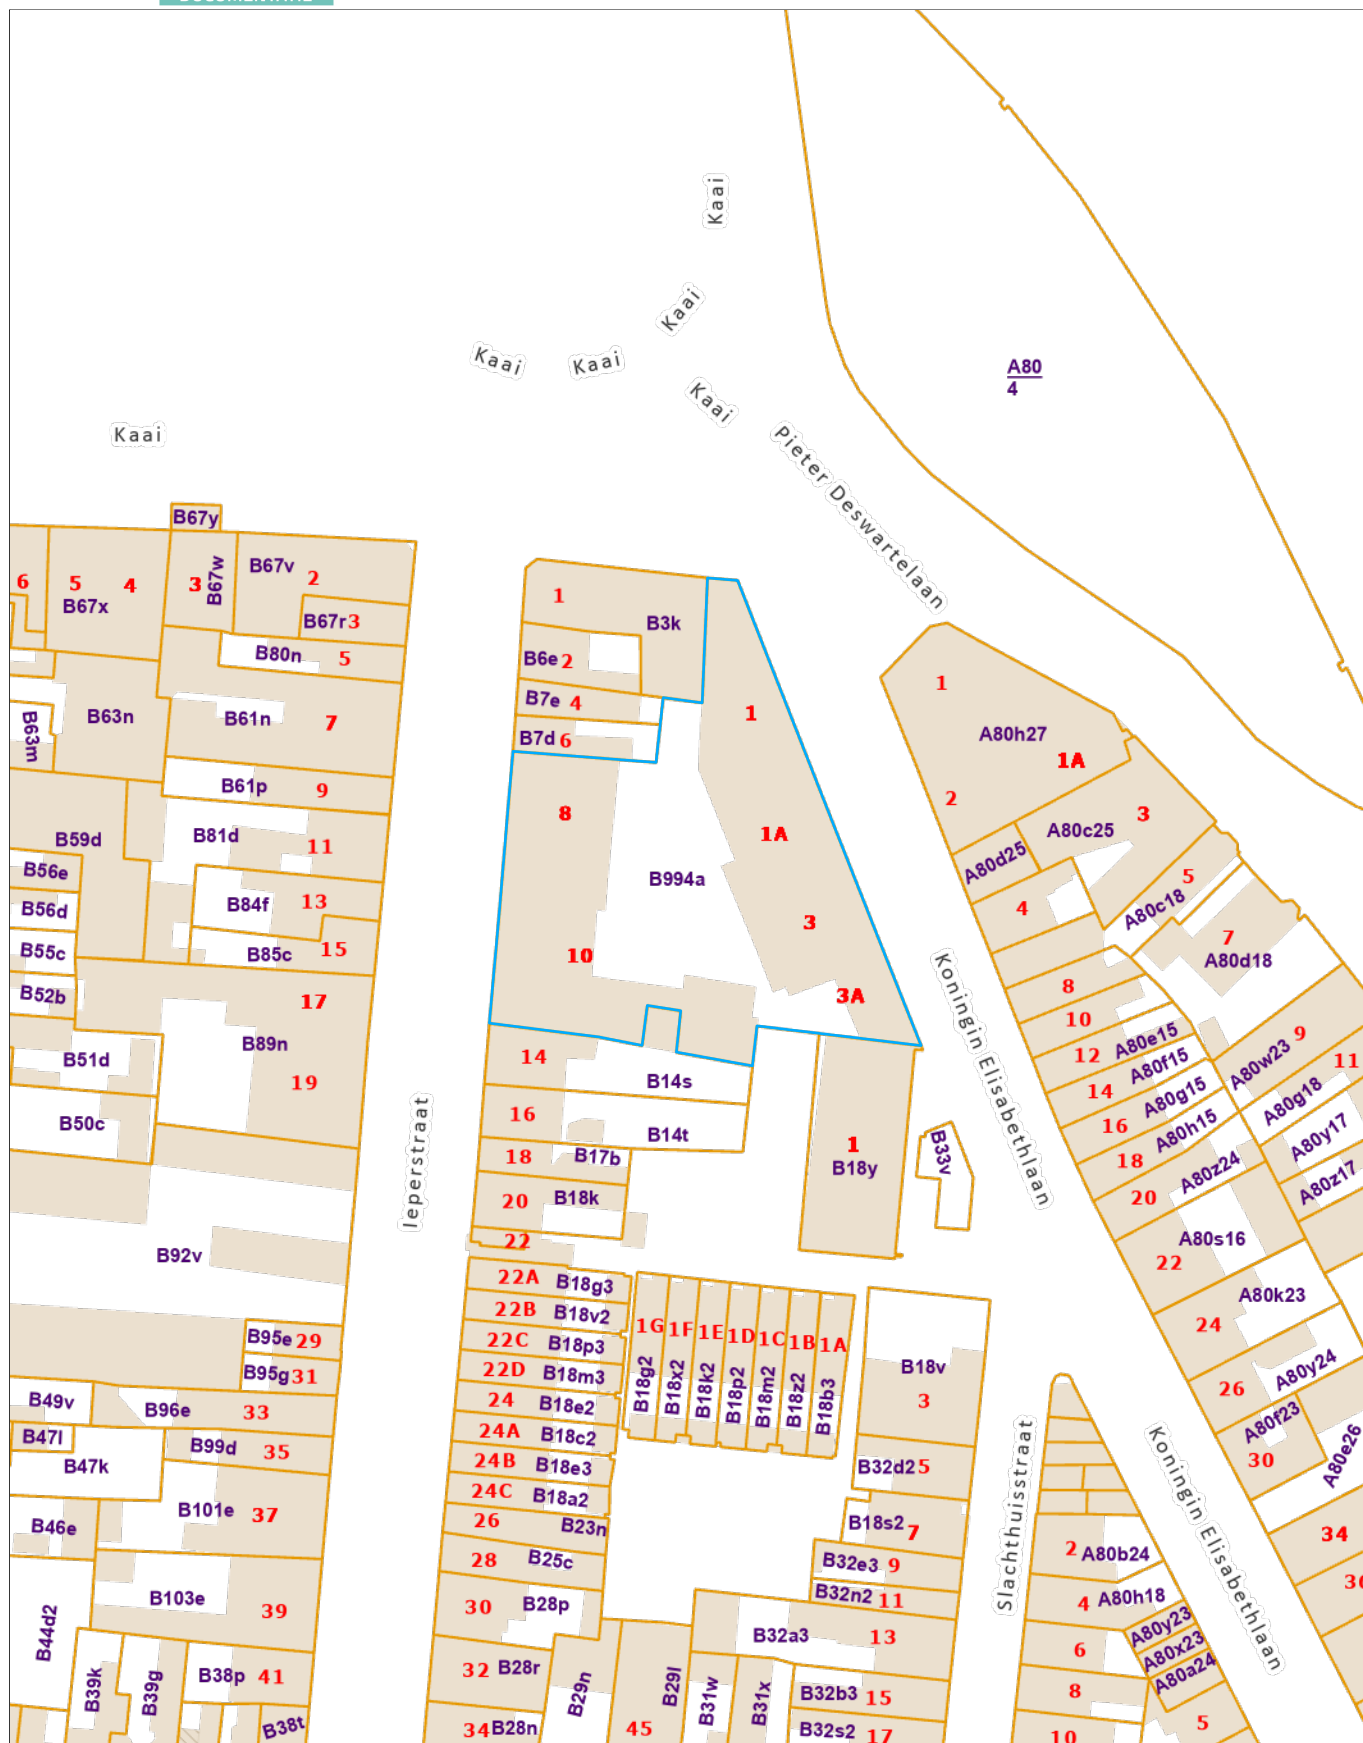 Kaai
Kaai
Kaai
Kaai
Kaai
Kaai
Pieter Deswartelaan
A80
4
B67y
6
5
4
B67x
3
B67w
B67v
2
B67r
3
B80n
5
B63m
B63n
B61n
7
B61p
9
B59d
B81d
11
B56e
B56d
B84f
13
B55c
B85c
15
B52b
17
B51d
B89n
19
B50c
B92v
B95e
29
B95g
31
B49v
B96e
33
B47l
B99d
35
B47k
B101e
37
B46e
B103e
39
B44d2
B39k
B39g
B38p
41
B38t
Ieperstraat
1
B3k
B6e
2
B7e
4
B7d
6
1
8
1A
B994a
3
10
3A
14
B14s
16
B14t
18
B17b
20
B18k
22
22A
B18g3
22B
B18v2
22C
B18p3
22D
B18m3
24
B18e2
24A
B18c2
24B
B18e3
24C
B18a2
26
B23n
28
B25c
30
B28p
32
B28r
34
B28n
B29n
45
B29l
B31w
B31x
1G
B18g2
1F
B18x2
1E
B18k2
1D
B18p2
1C
B18m2
1B
B18z2
1A
B18b3
1
B18y
B33v
B18v
3
B32d2
5
B18s2
7
B32e3
9
B32n2
11
B32a3
13
B32b3
15
B32s2
17
Koningin Elisabethlaan
1
A80h27
1A
2
3
A80c25
A80d25
4
5
A80c18
7
A80d18
8
10
12
A80e15
14
A80f15
16
A80g15
18
A80h15
20
A80z24
9
A80w23
11
A80g18
A80y17
A80z17
22
A80s16
24
A80k23
26
A80y24
A80f23
30
A80e26
34
Slachthuisstraat
Koningin Elisabethlaan
2
A80b24
4
A80h18
6
A80y23
A80x23
8
A80a24
10
5